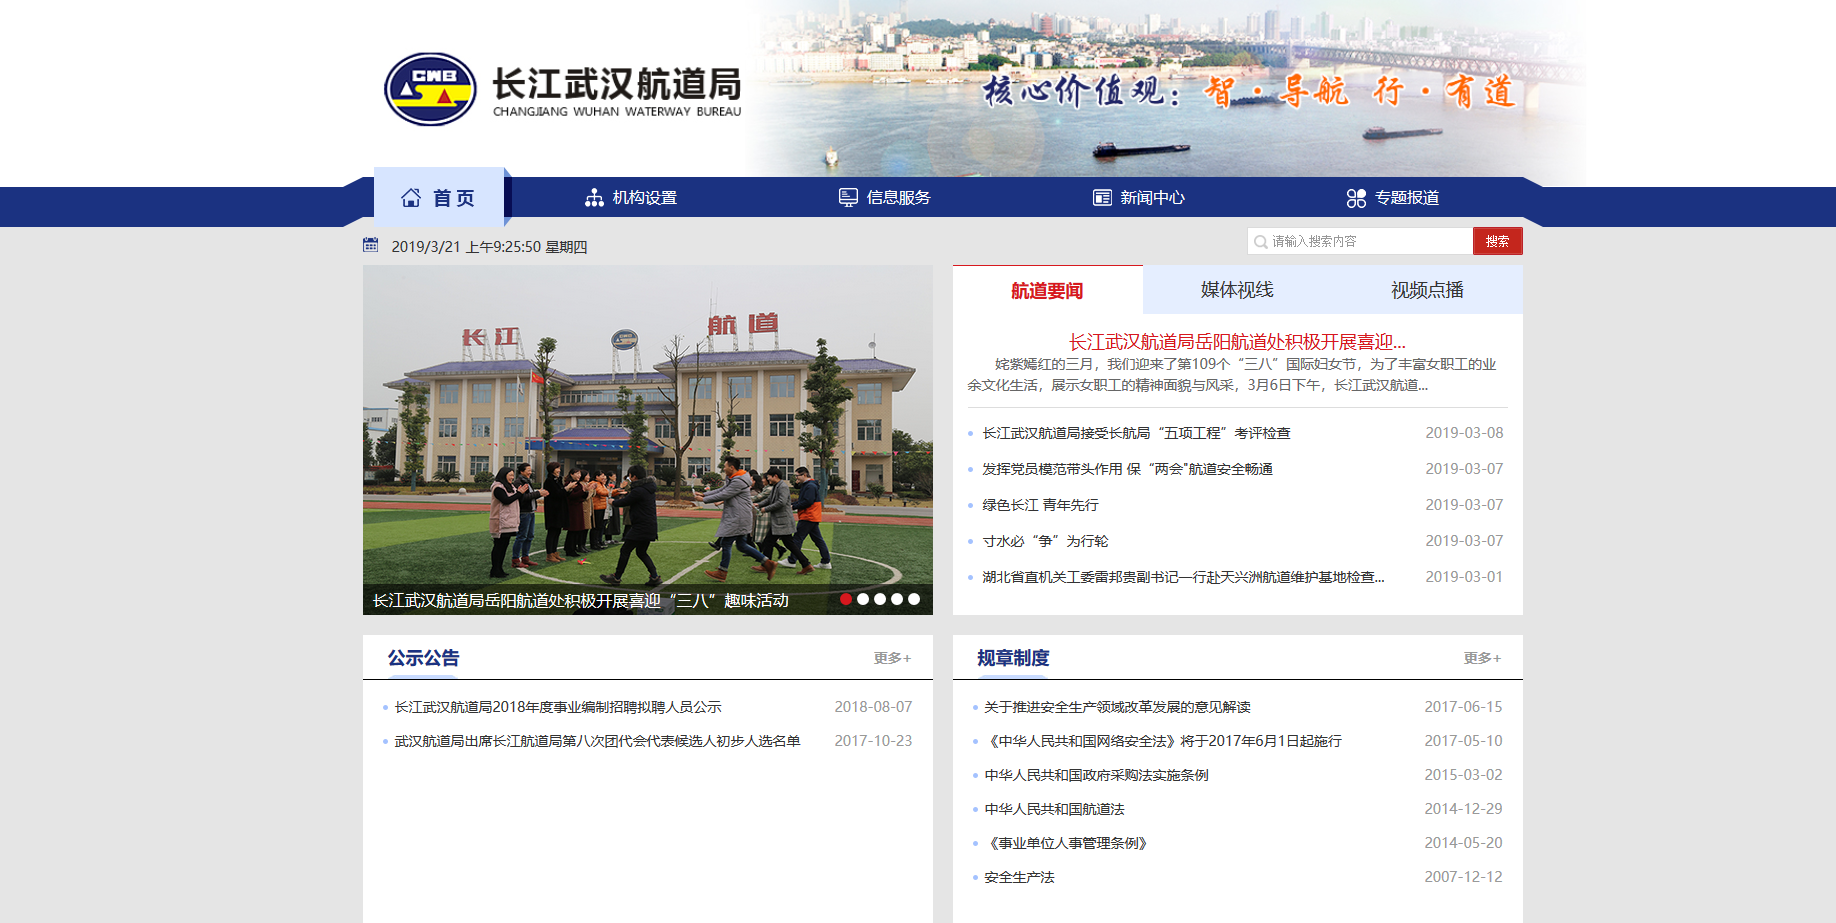 CWB
长江武汉航道局
CHANGJIANG WUHAN WATERWAY BUREAU
核心价值观：智·导航 行·有道
首 页
机构设置
信息服务
新闻中心
专题报道
2019/3/21 上午9:25:50 星期四
请输入搜索内容
搜索
长江 航道
长江武汉航道局岳阳航道处积极开展喜迎“三八”趣味活动
航道要闻
媒体视线
视频点播
长江武汉航道局岳阳航道处积极开展喜迎...
姹紫嫣红的三月，我们迎来了第109个“三八”国际妇女节，为了丰富女职工的业
余文化生活，展示女职工的精神面貌与风采，3月6日下午，长江武汉航道...
长江武汉航道局接受长航局“五项工程”考评检查 2019-03-08
发挥党员模范带头作用 保“两会"航道安全畅通 2019-03-07
绿色长江 青年先行 2019-03-07
寸水必“争”为行轮 2019-03-07
湖北省直机关工委雷邦贵副书记一行赴天兴洲航道维护基地检查... 2019-03-01
公示公告
更多+
长江武汉航道局2018年度事业编制招聘拟聘人员公示 2018-08-07
武汉航道局出席长江航道局第八次团代会代表候选人初步人选名单 2017-10-23
规章制度
更多+
关于推进安全生产领域改革发展的意见解读 2017-06-15
《中华人民共和国网络安全法》将于2017年6月1日起施行 2017-05-10
中华人民共和国政府采购法实施条例 2015-03-02
中华人民共和国航道法 2014-12-29
《事业单位人事管理条例》 2014-05-20
安全生产法 2007-12-12